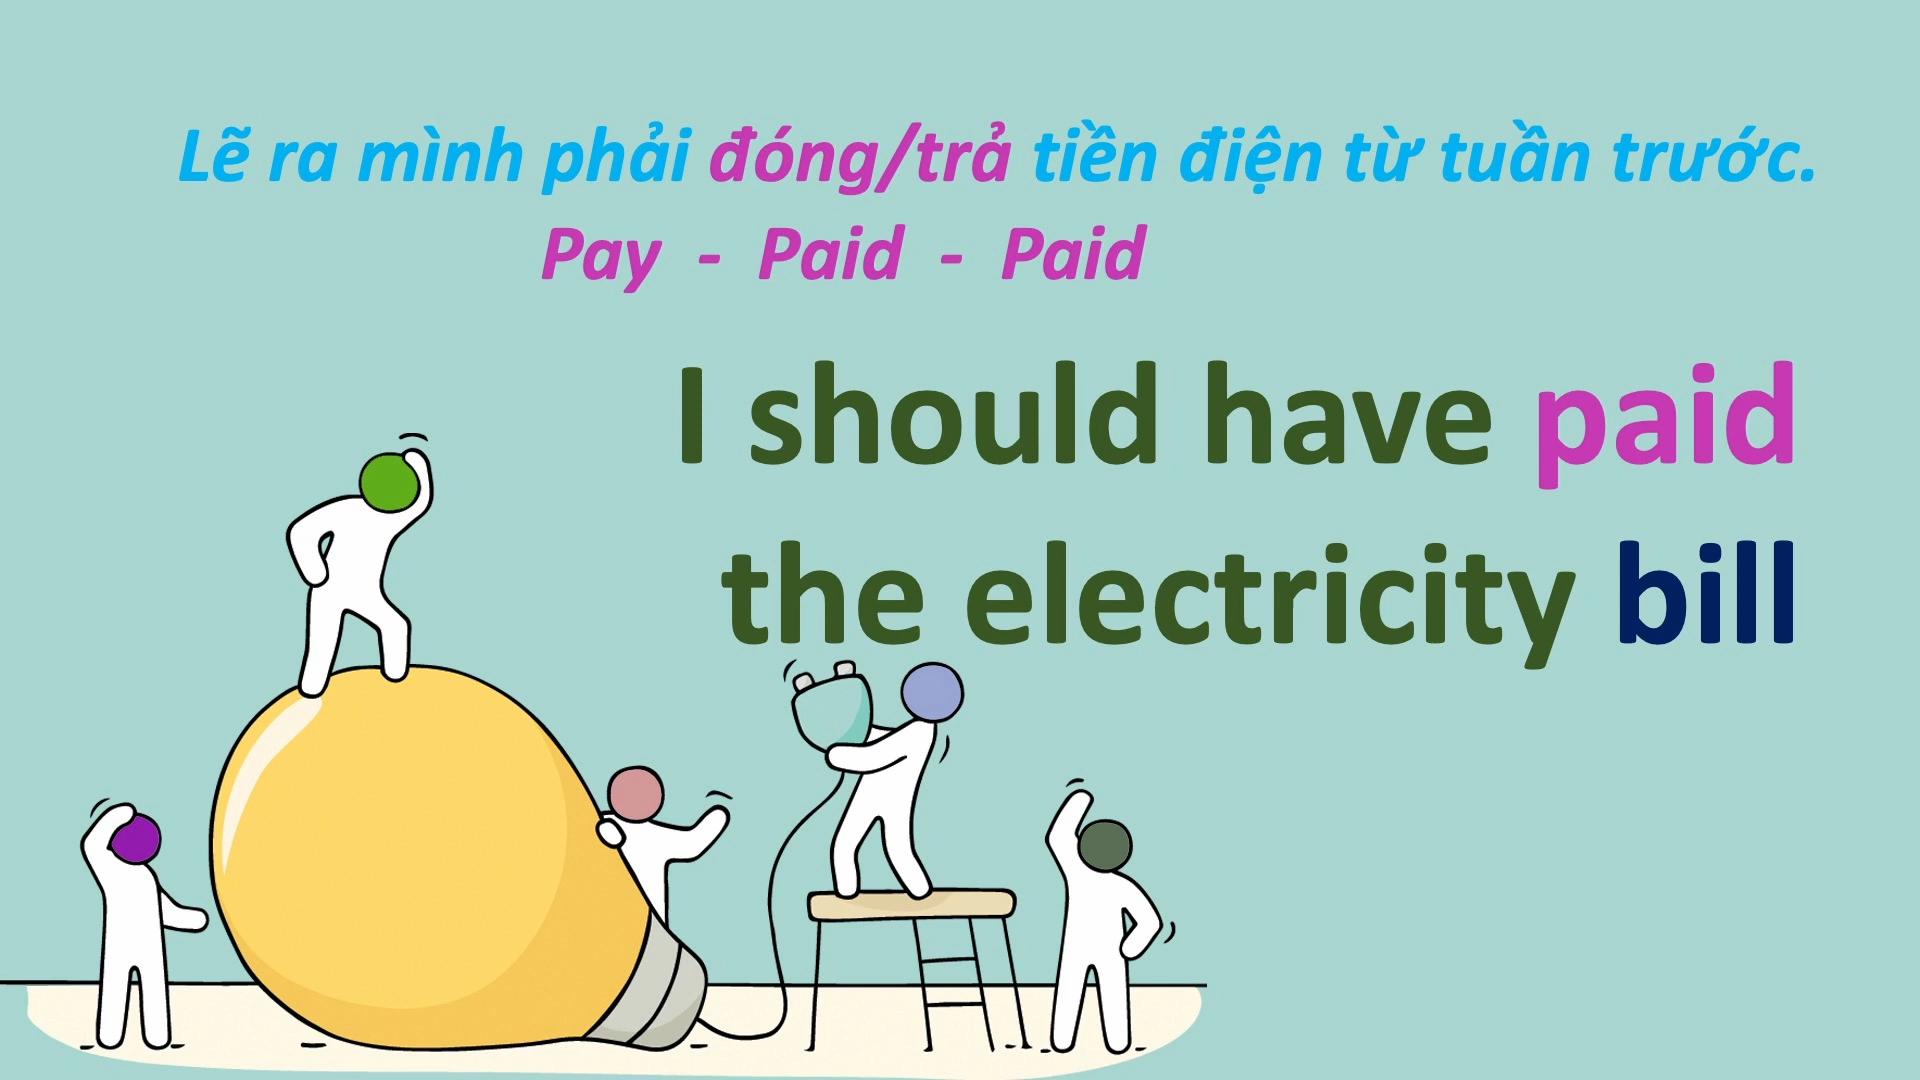 Lẽ ra mình phải đóng/trả tiền điện từ tuần trước.
Pay - Paid - Paid
I should have paid
the electricity bill